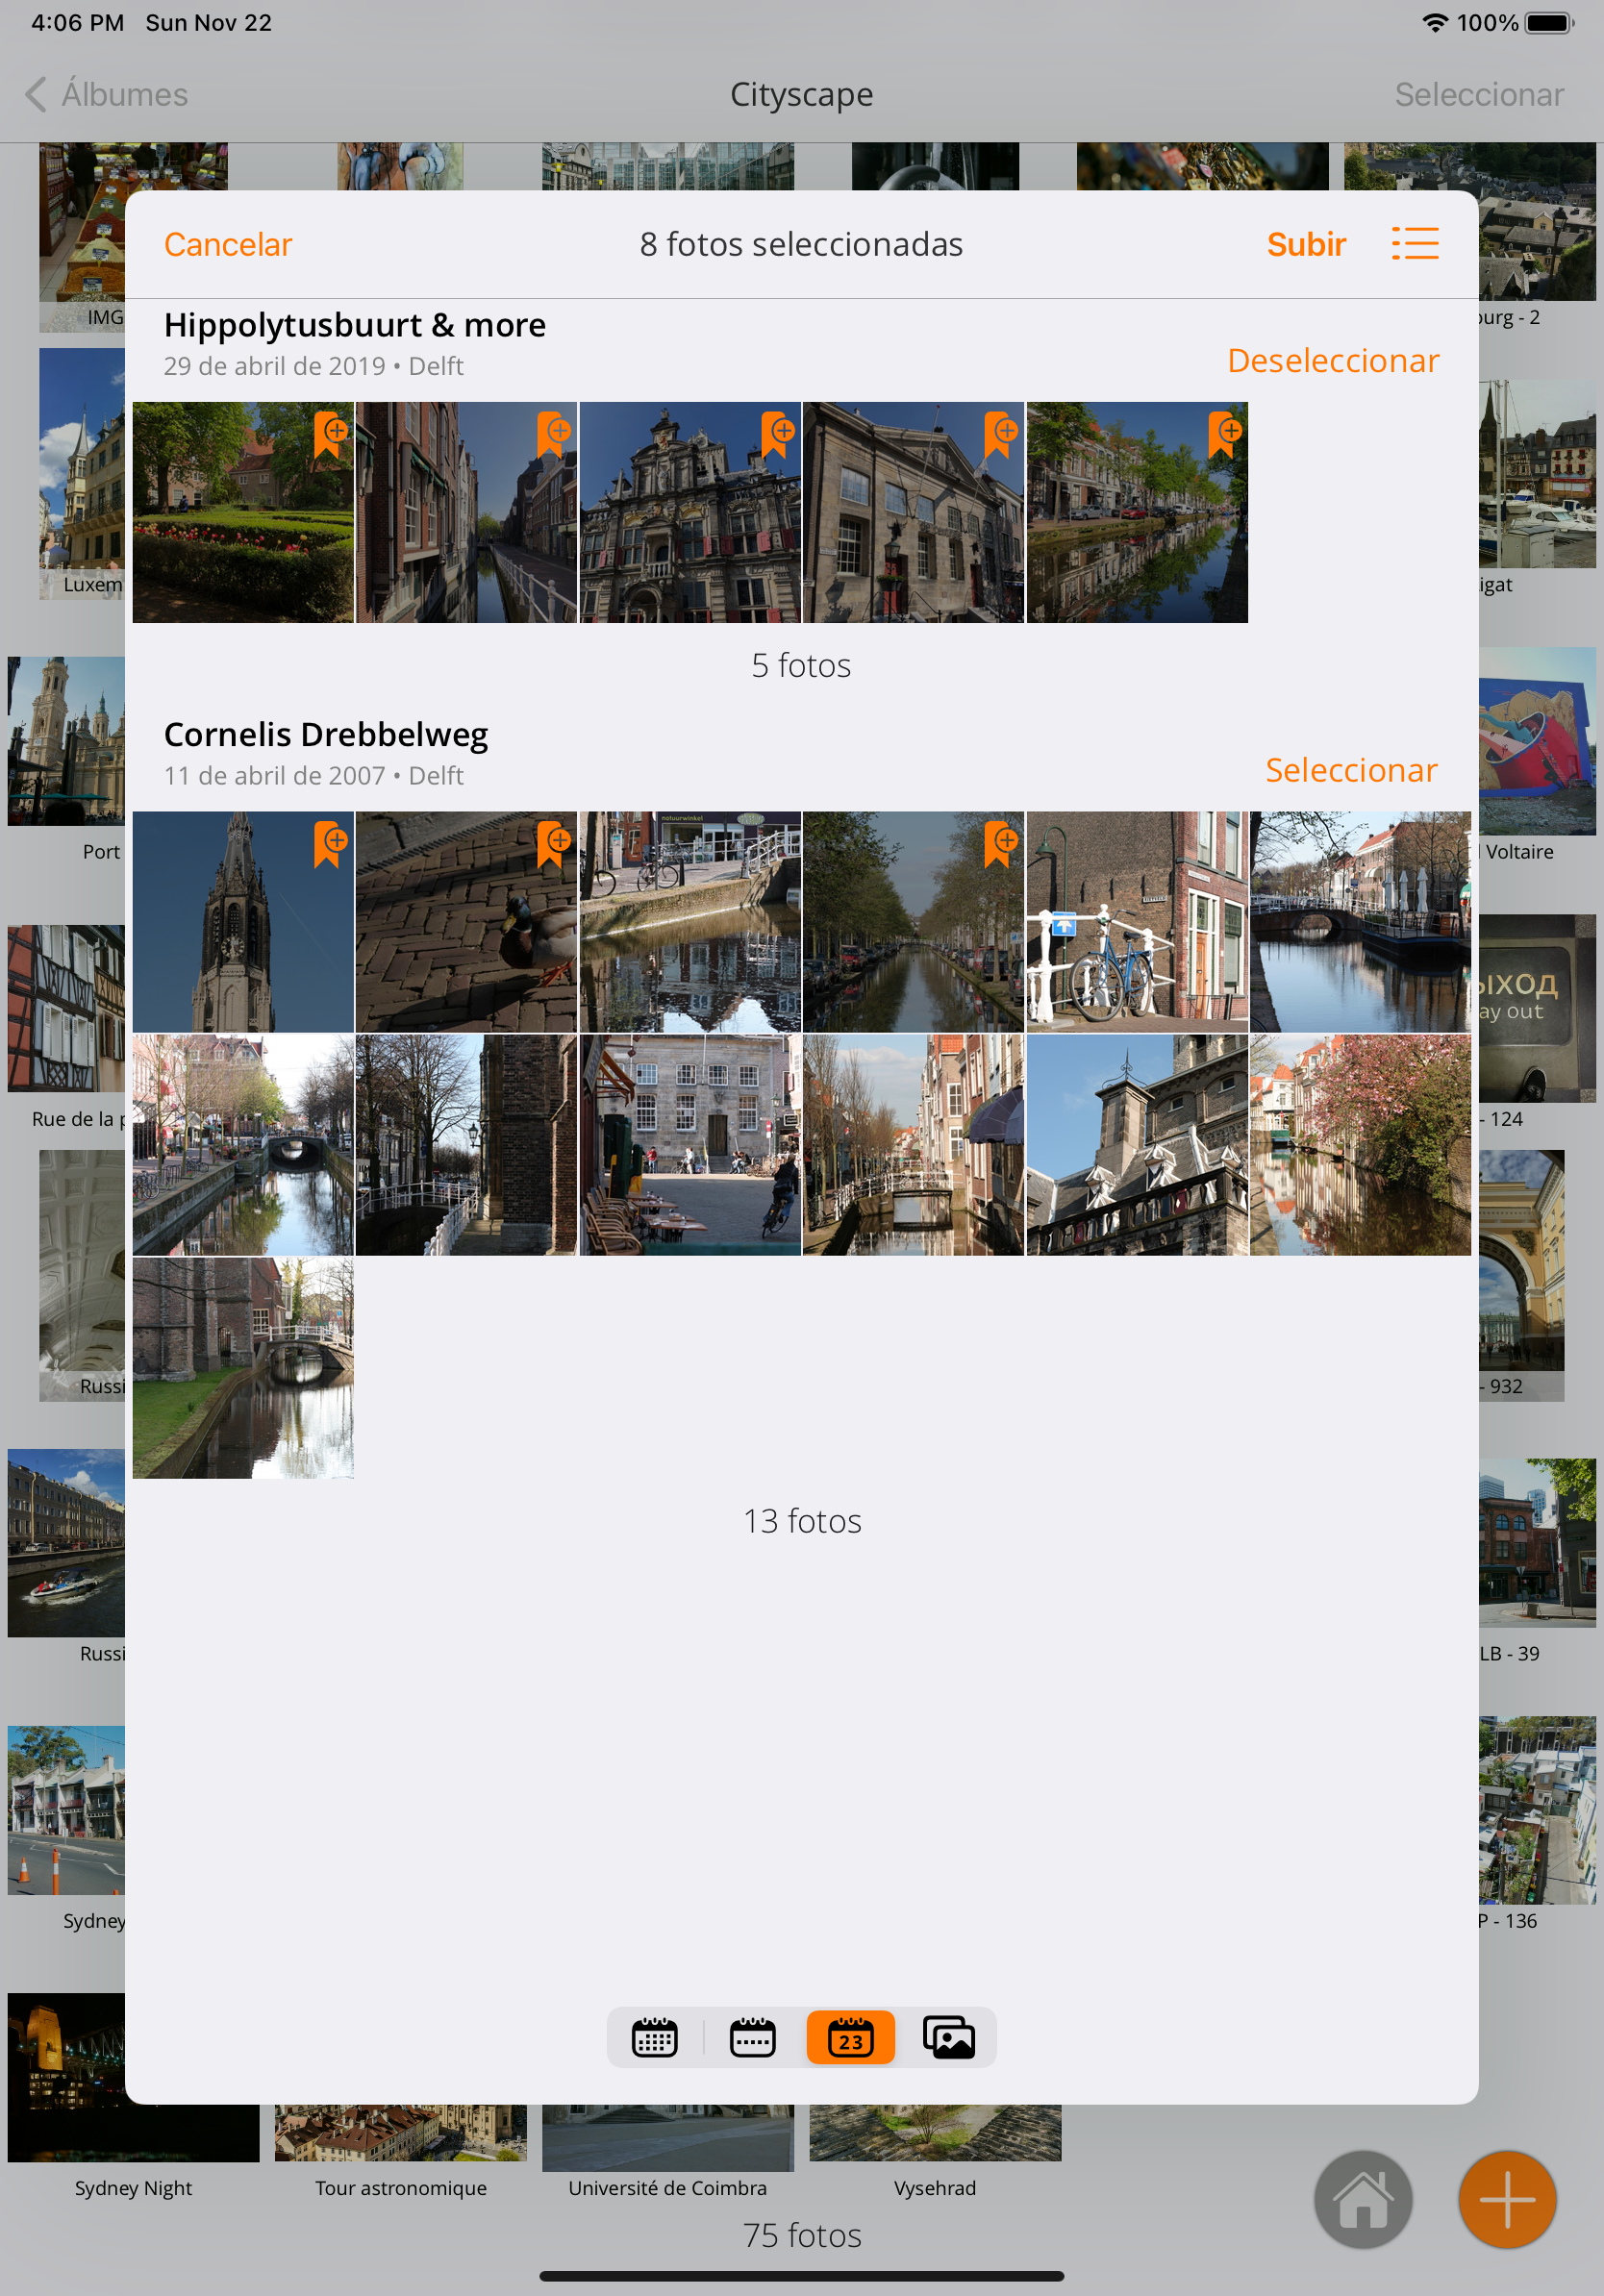 4:06 PM Sun Nov 22
100%
Álbumes
Cityscape
Seleccionar
Cancelar
8 fotos seleccionadas
Subir
IMG
ourg - 2
Hippolytusbuurt & more
29 de abril de 2019 • Delft
Deseleccionar
Luxem
igat
5 fotos
Cornelis Drebbelweg
11 de abril de 2007 • Delft
Seleccionar
natuurwinkel
Port
l Voltaire
ЫХОД
ay out
Rue de la p
- 124
Russi
- 932
13 fotos
Russi
LB - 39
Sydney
P - 136
23
Sydney Night
Tour astronomique
Université de Coimbra
Vysehrad
75 fotos